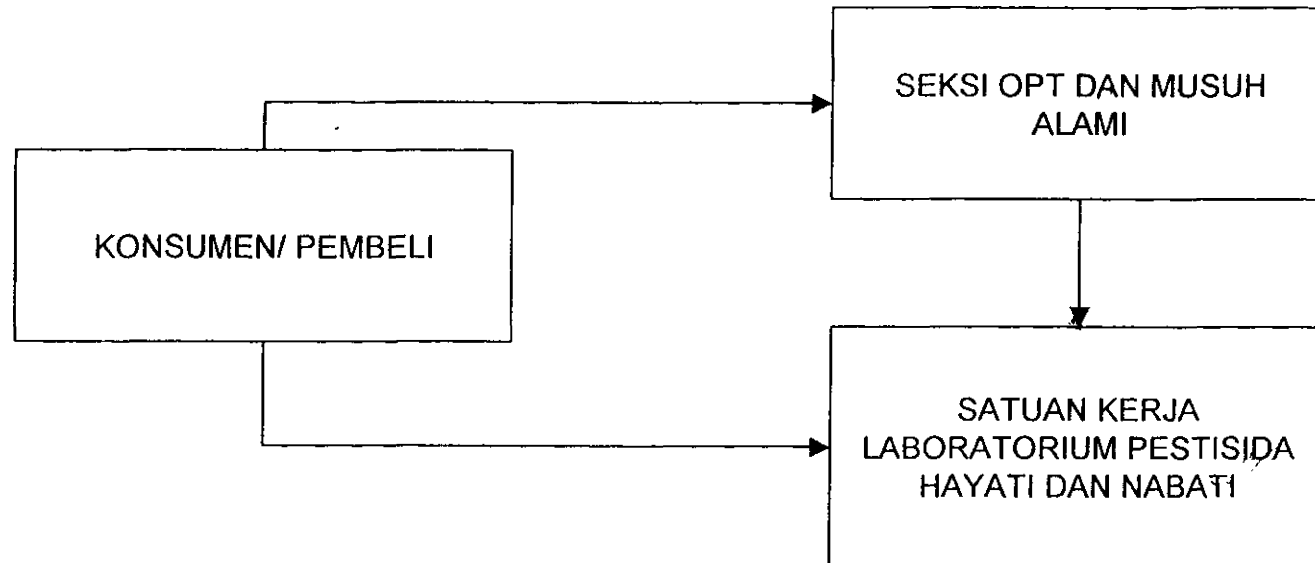 SEKSI OPT DAN MUSUH
ALAMI
KONSUMEN/ PEMBELI
SATUAN KERJA
LABORATORIUM PESTISIDA
HAYATI DAN NABATI